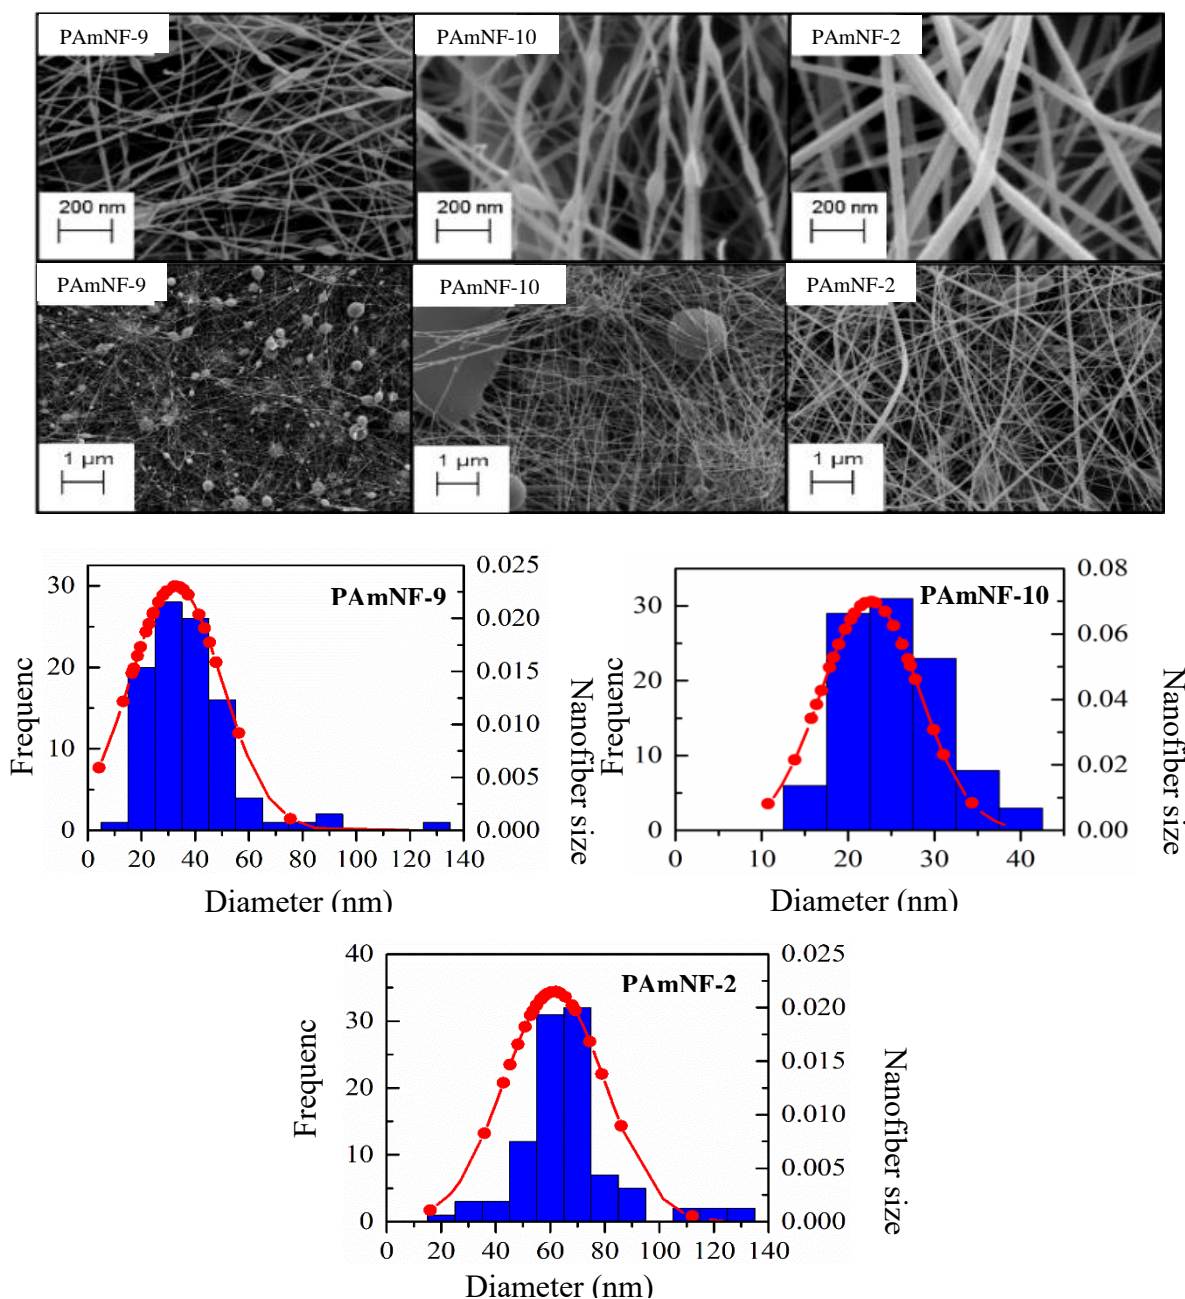 PAmNF-9
PAmNF-10
PAmNF-2
200 nm
200 nm
200 nm
PAmNF-9
PAmNF-10
PAmNF-2
1 µm
1 µm
1 µm
PAmNF-9
30
20
10
0
0.025
0.020
0.015
0.010
0.005
0.000
0 20 40 60 80 100 120 140
Frequenc
Nanofiber size
Diameter (nm)
PAmNF-10
30
20
10
0
0.08
0.06
0.04
0.02
0.00
0 10 20 30 40
Frequenc
Nanofiber size
Diameter (nm)
PAmNF-2
40
30
20
10
0
0.025
0.020
0.015
0.010
0.005
0.000
0 20 40 60 80 100 120 140
Frequenc
Nanofiber size
Diameter (nm)